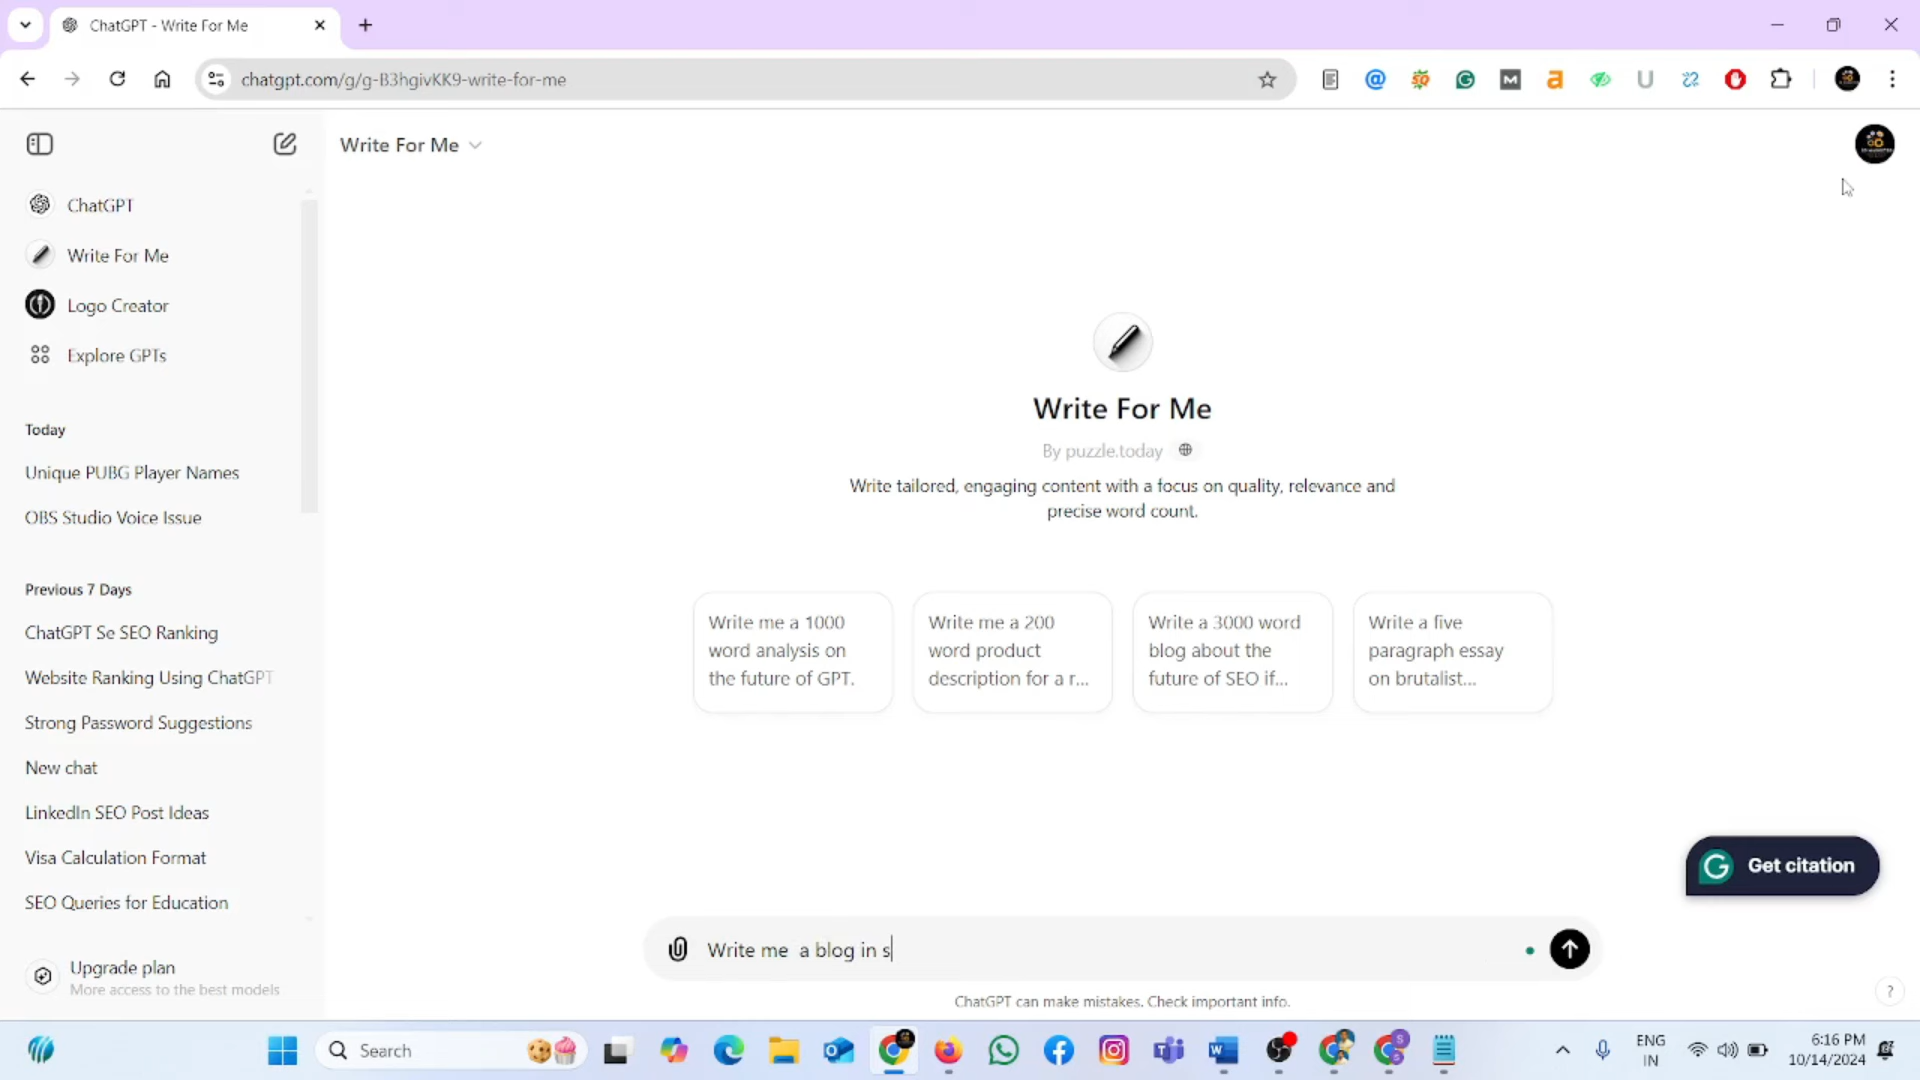 ChatGPT - Write For Me
chatgpt.com/g/g-B3hgivKK9-write-for-me
Write For Me
ChatGPT
Write For Me
Logo Creator
Explore GPTs
Today
Unique PUBG Player Names
OBS Studio Voice Issue
Previous 7 Days
ChatGPT Se SEO Ranking
Website Ranking Using ChatGPT
Strong Password Suggestions
New chat
LinkedIn SEO Post Ideas
Visa Calculation Format
SEO Queries for Education
Upgrade plan
More access to the best models
Write For Me
By puzzle.today
Write tailored, engaging content with a focus on quality, relevance and
precise word count.
Write me a 1000
word analysis on
the future of GPT.
Write me a 200
word product
description for a r...
Write a 3000 word
blog about the
future of SEO if...
Write a five
paragraph essay
on brutalist...
Get citation
Write me  a blog in s
ChatGPT can make mistakes. Check important info.
?
Search
ENG
IN
6:16 PM
10/14/2024